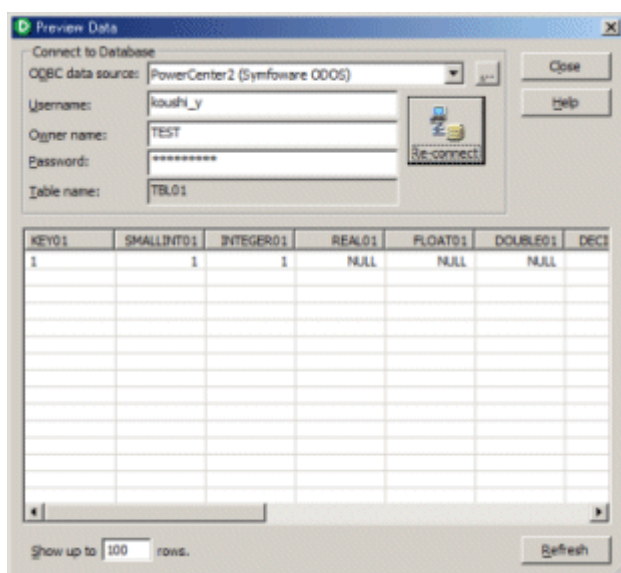 Preview Data
Connect to Database
ODBC data source: PowerCenter2 (Symfoware ODOS) ...
Close
Username: koushi_y
Help
Owner name: TEST
Password: *********
Re-connect
Table name: TBL01
KEY01 SMALLINT01 INTEGER01 REAL01 FLOAT01 DOUBLE01 DECI
1 1 1 NULL NULL NULL
Show up to 100 rows.
Refresh